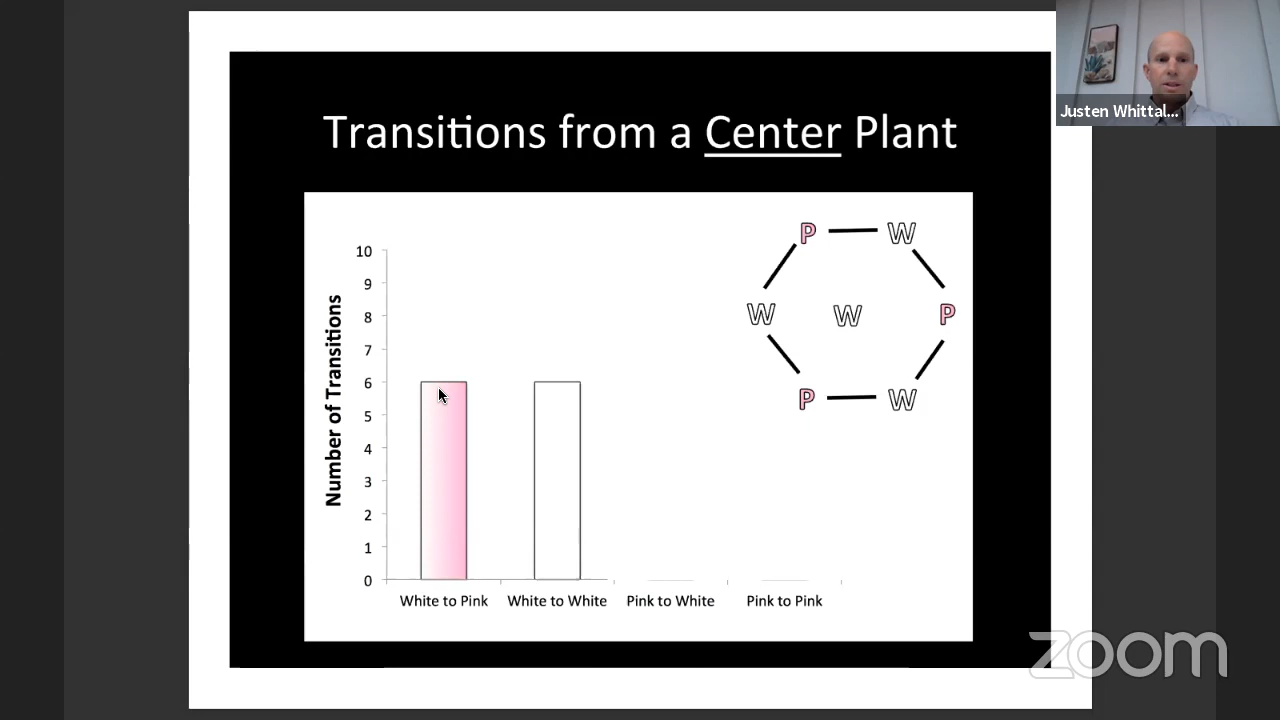 Justen Whittal...
Transitions from a Center Plant
P W
W W P
P W
Number of Transitions
10
9
8
7
6
5
4
3
2
1
0
White to Pink White to White Pink to White Pink to Pink
zoom